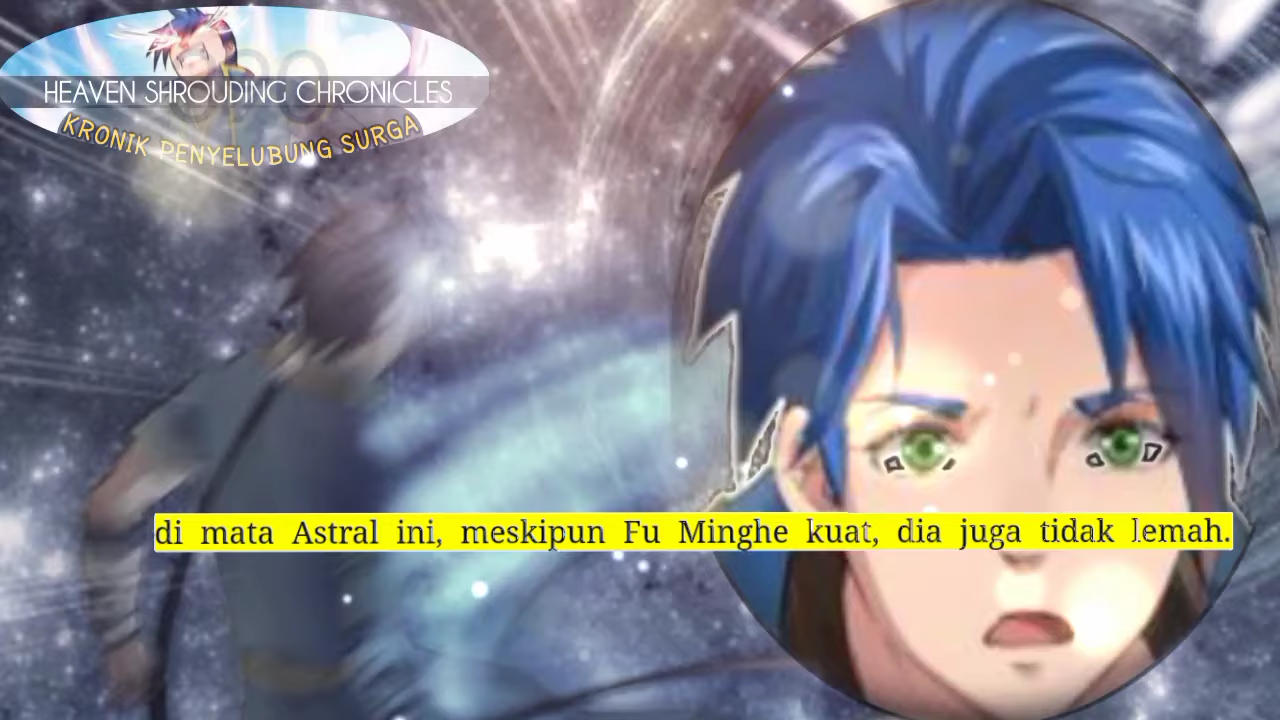 HEAVEN SHROUDING CHRONICLES
KRONIK PENYELUBUNG SURGA
di mata Astral ini, meskipun Fu Minghe kuat, dia juga tidak lemah.